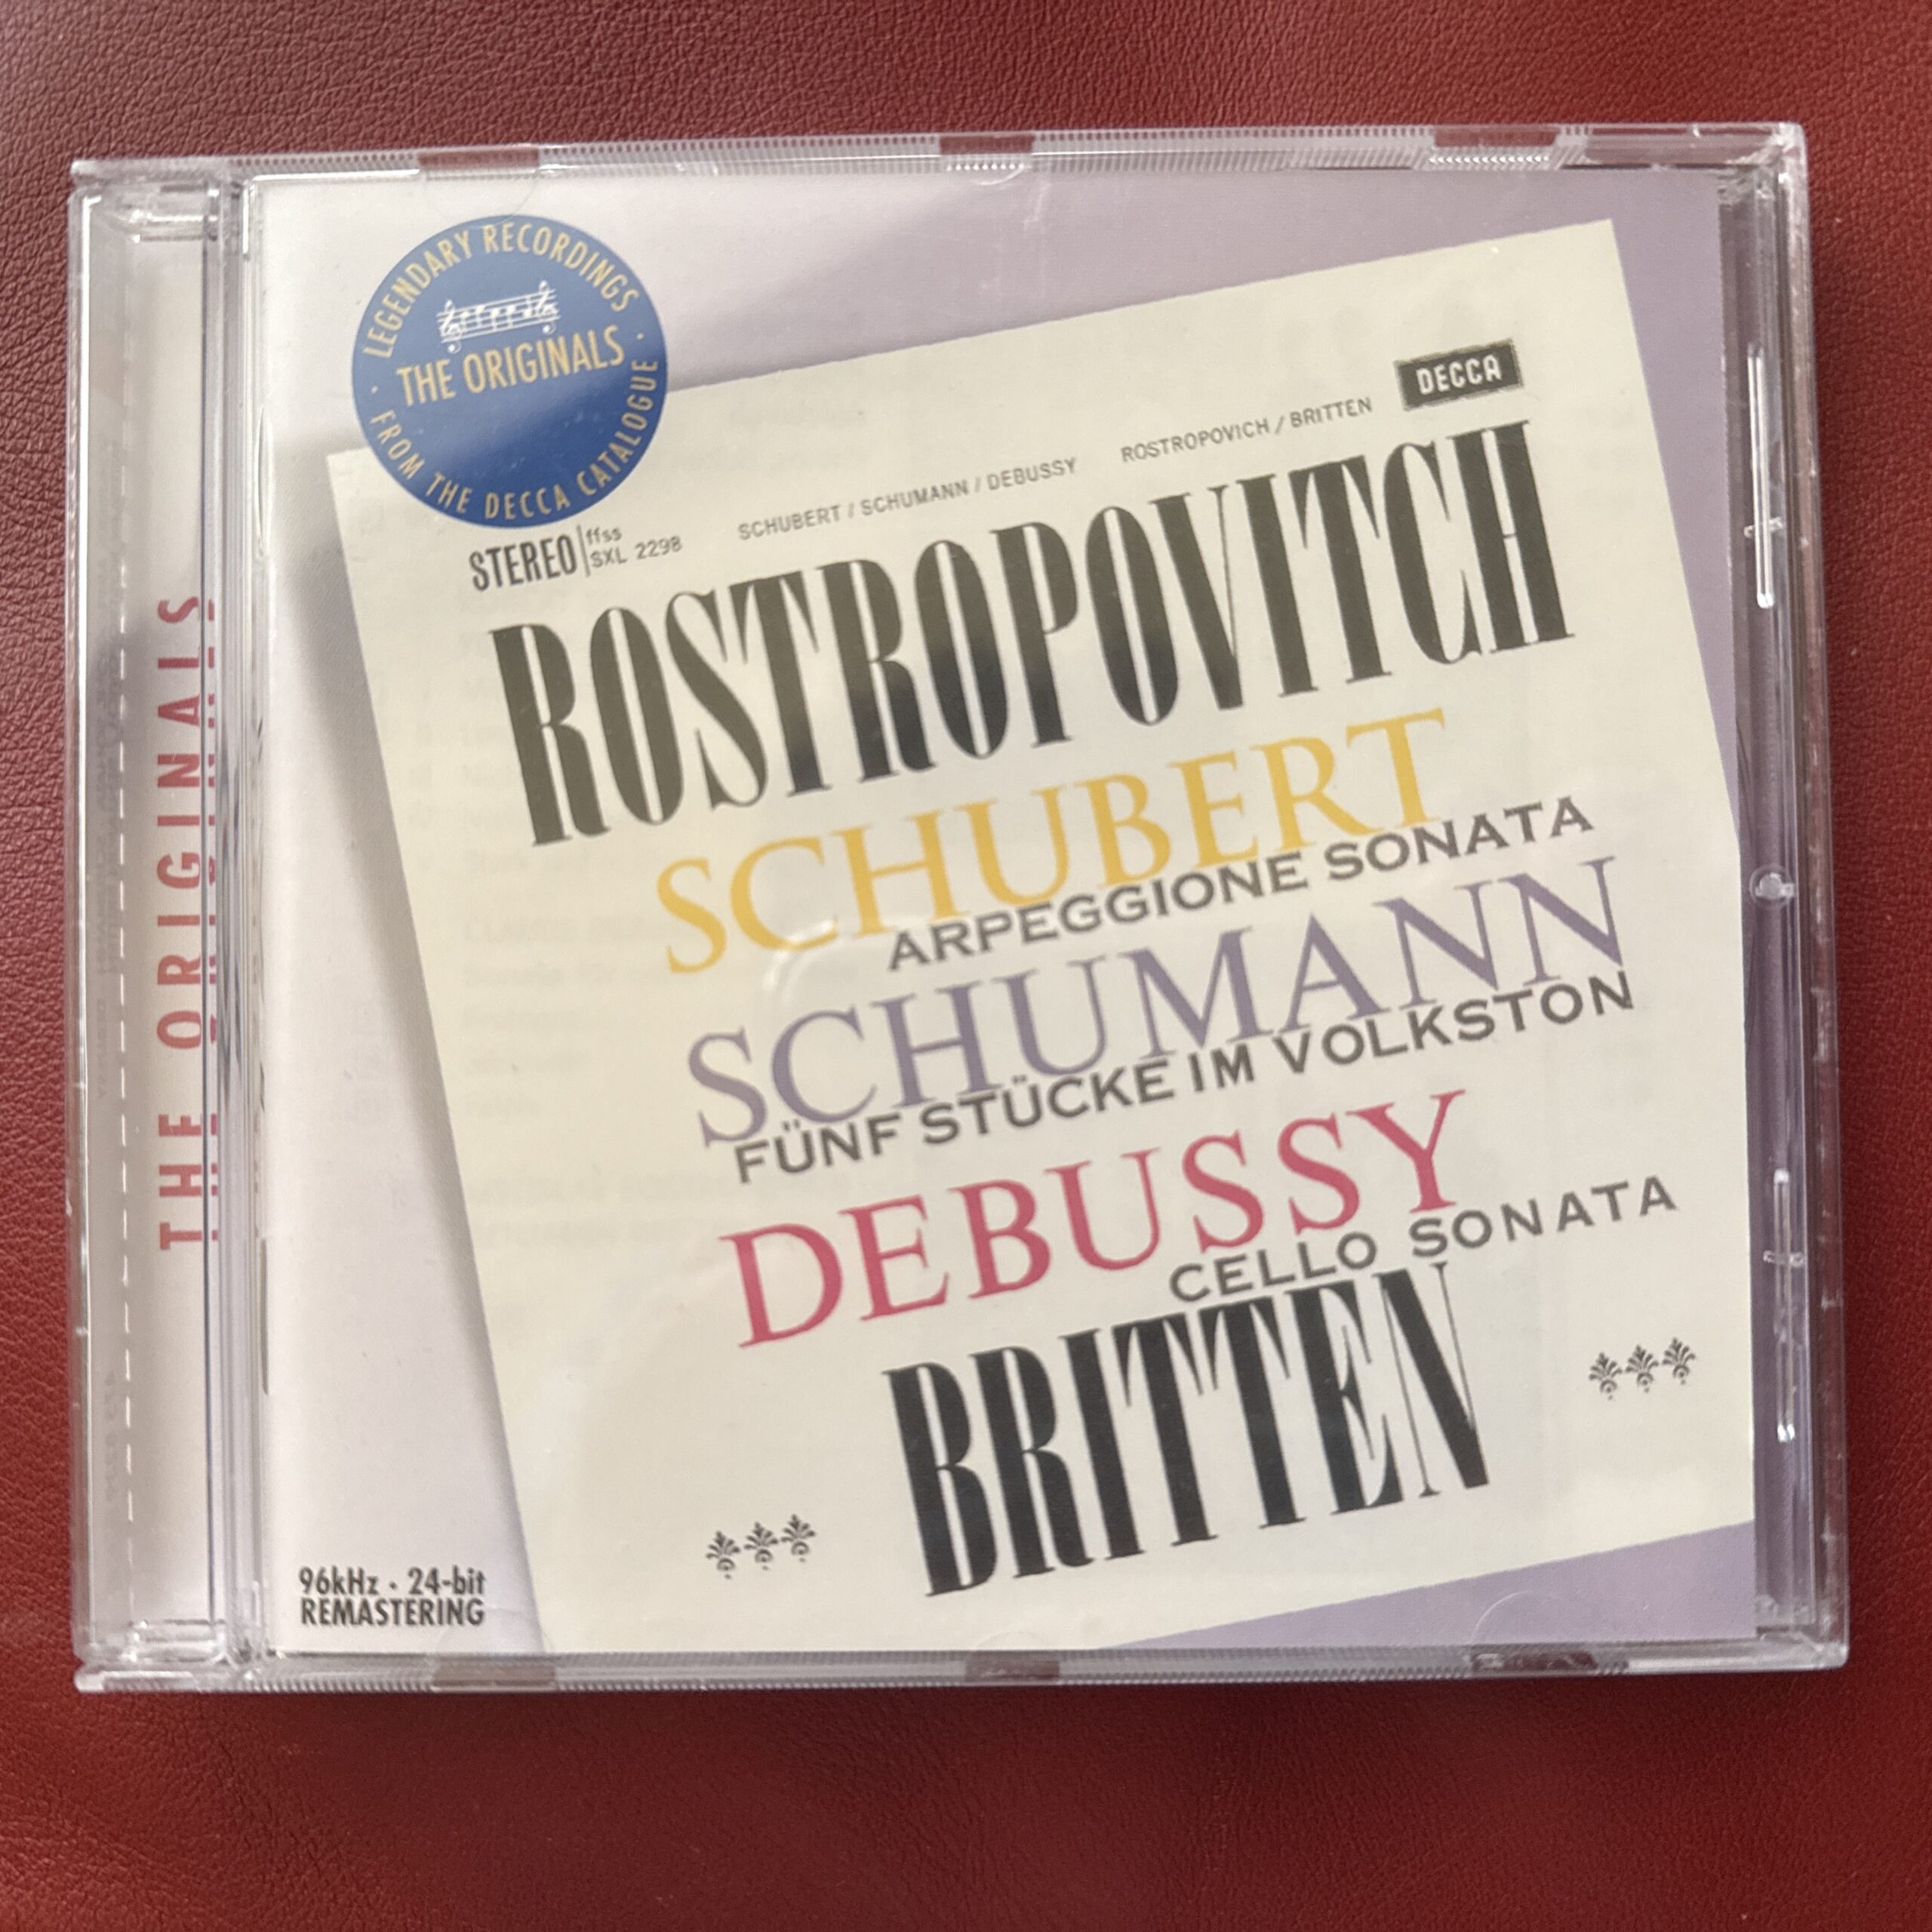 THE ORIGINALS
LEGENDARY RECORDINGS
THE ORIGINALS
FROM THE DECCA CATALOGUE
DECCA
STEREO ffss
SXL 2298
SCHUBERT / SCHUMANN / DEBUSSY
ROSTROPOVICH / BRITTEN
ROSTROPOVITCH
SCHUBERT
ARPEGGIONE SONATA
SCHUMANN
FÜNF STÜCKE IM VOLKSTON
DEBUSSY
CELLO SONATA
BRITTEN
96kHz · 24-bit
REMASTERING